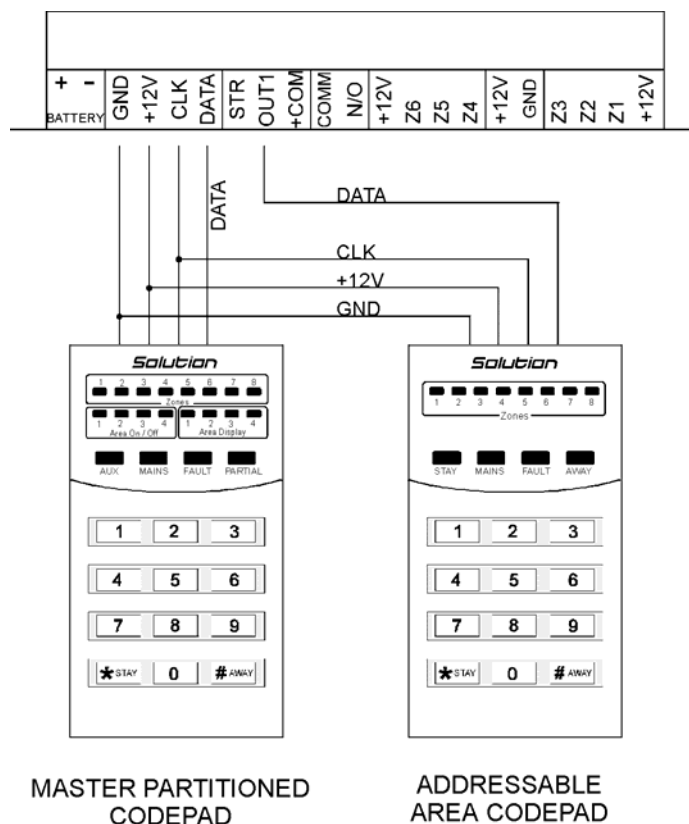 + - GND +12V CLK DATA STR OUT1 +COM COMM N/O +12V Z6 Z5 Z4 +12V GND Z3 Z2 Z1 +12V
BATTERY
DATA
DATA
CLK
+12V
GND
Solution
1 2 3 4 5 6 7 8
Zones
1 2 3 4 1 2 3 4
Area On / Off Area Display
AUX MAINS FAULT PARTIAL
1 2 3
4 5 6
7 8 9
* STAY 0 # AWAY
MASTER PARTITIONED
CODEPAD
Solution
1 2 3 4 5 6 7 8
Zones
STAY MAINS FAULT AWAY
1 2 3
4 5 6
7 8 9
* STAY 0 # AWAY
ADDRESSABLE
AREA CODEPAD